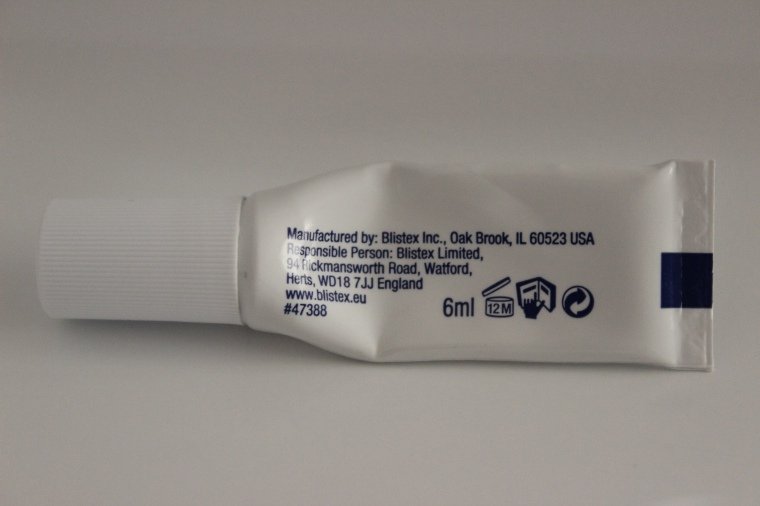 Manufactured by: Blistex Inc., Oak Brook, IL 60523 USA
Responsible Person: Blistex Limited,
94 Rickmansworth Road, Watford,
Herts, WD18 7JJ England
www.blistex.eu
#47388
6ml 12M